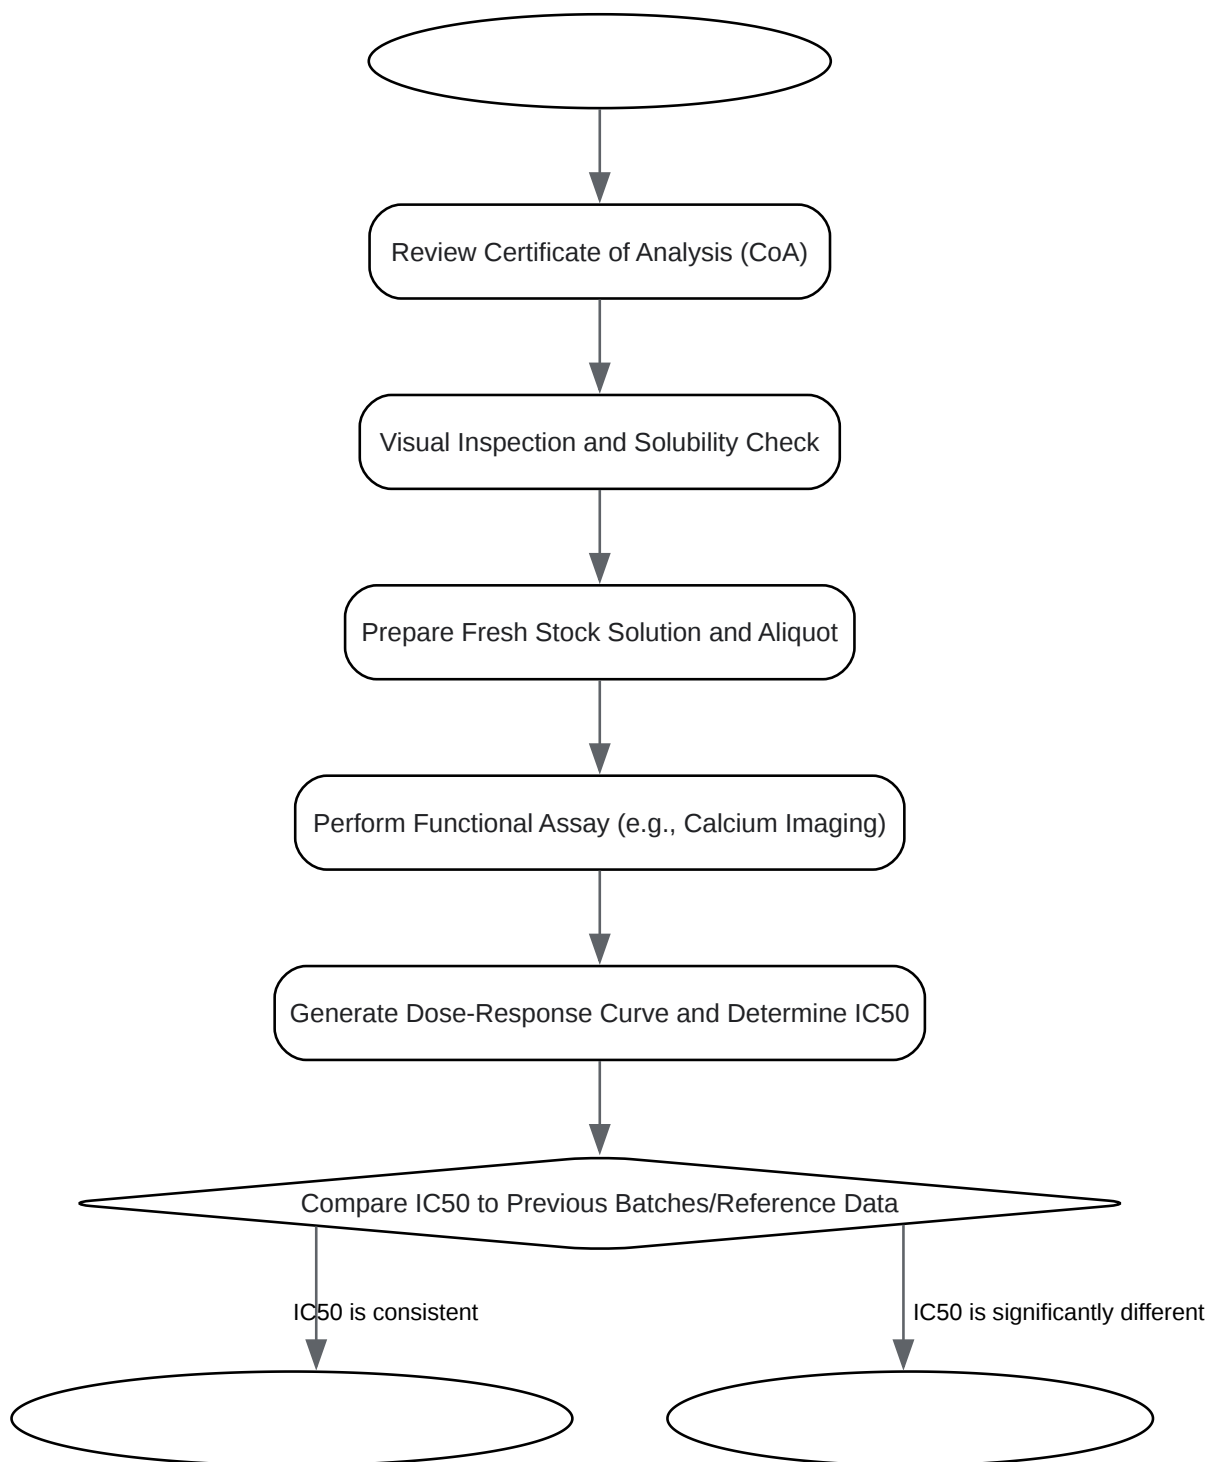 Review Certificate of Analysis (CoA)
Visual Inspection and Solubility Check
Prepare Fresh Stock Solution and Aliquot
Perform Functional Assay (e.g., Calcium Imaging)
Generate Dose-Response Curve and Determine IC50
Compare IC50 to Previous Batches/Reference Data
IC50 is consistent
IC50 is significantly different